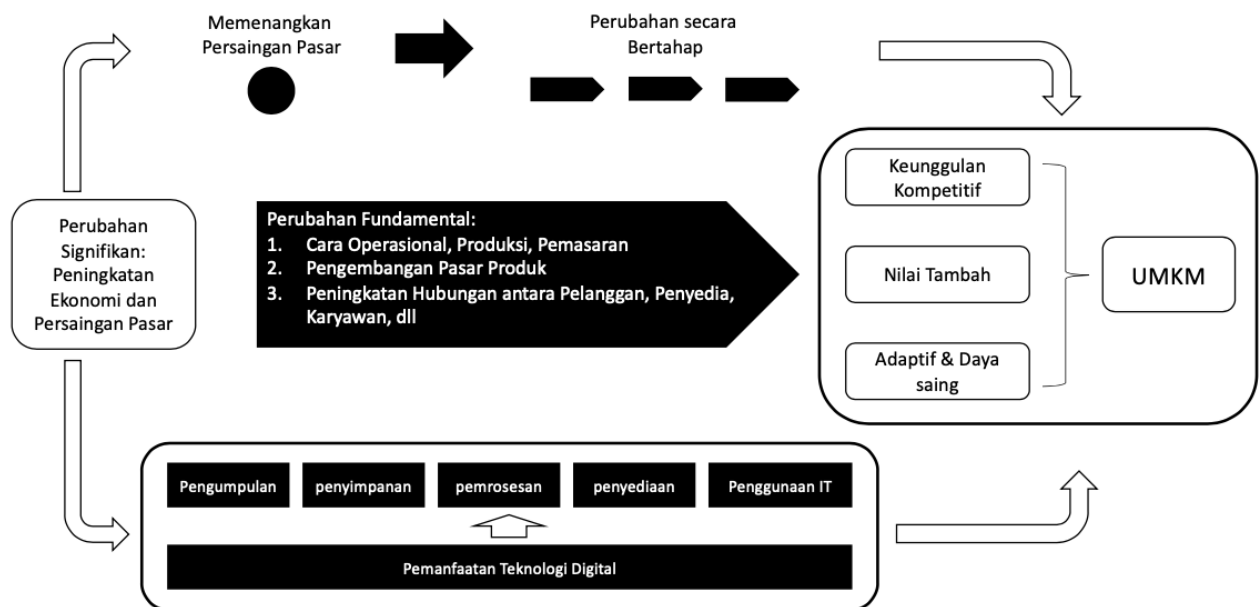 Memenangkan
Persaingan Pasar
Perubahan secara
Bertahap
Perubahan
Signifikan:
Peningkatan
Ekonomi dan
Persaingan Pasar
Perubahan Fundamental:
1. Cara Operasional, Produksi, Pemasaran
2. Pengembangan Pasar Produk
3. Peningkatan Hubungan antara Pelanggan, Penyedia,
Karyawan, dll
Keunggulan
Kompetitif
Nilai Tambah
Adaptif & Daya
saing
UMKM
Pengumpulan
penyimpanan
pemrosesan
penyediaan
Penggunaan IT
Pemanfaatan Teknologi Digital